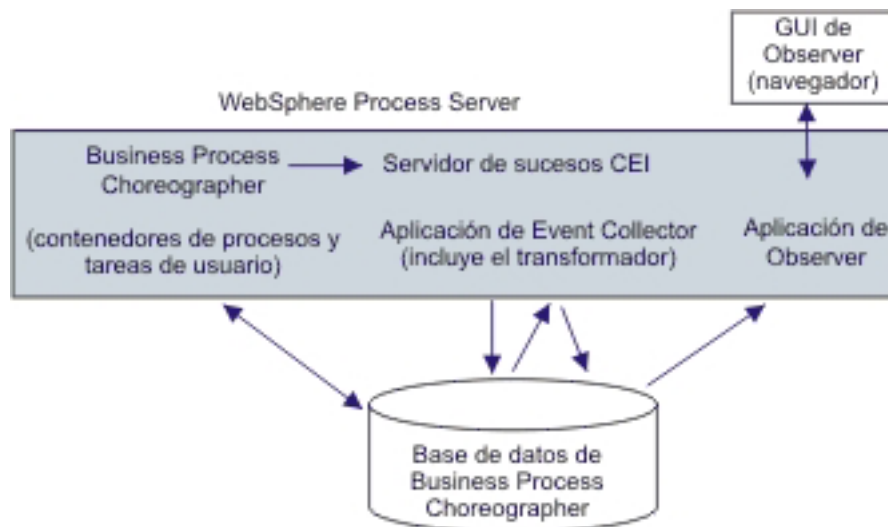 GUI de
Observer
(navegador)
WebSphere Process Server
Business Process
Choreographer
(contenedores de procesos y
tareas de usuario)
Servidor de sucesos CEI
Aplicación de Event Collector
(incluye el transformador)
Aplicación de
Observer
Base de datos de
Business Process
Choreographer